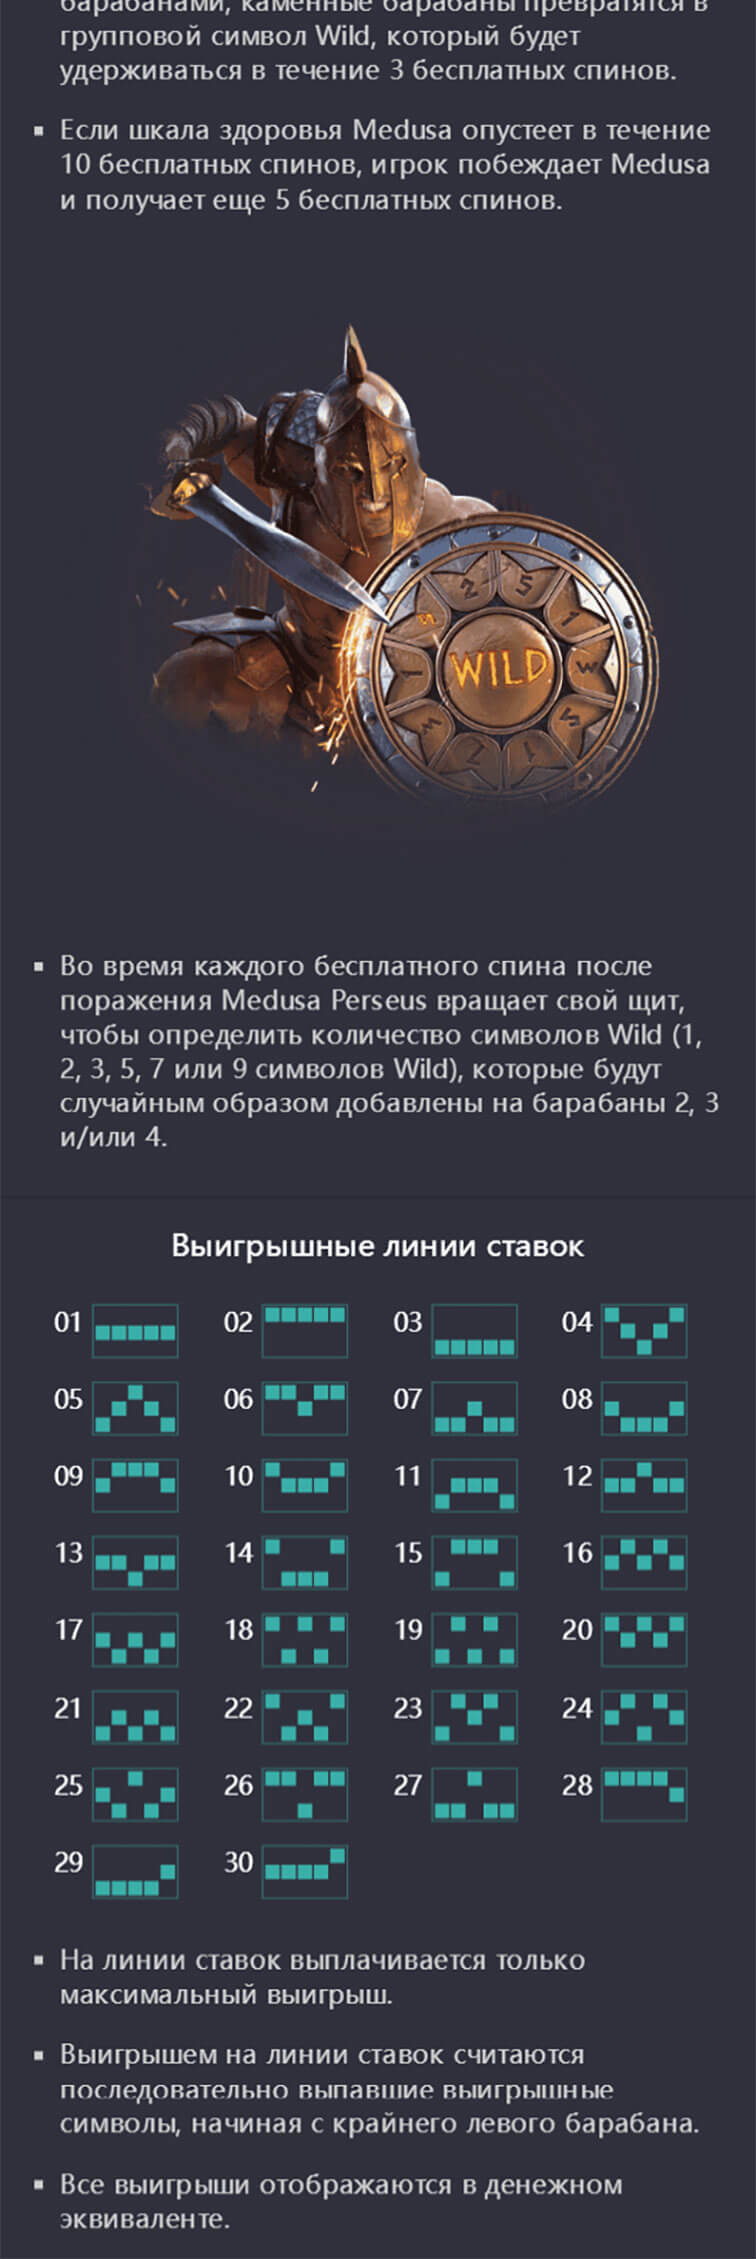 барабанами, каменные барабаны превратятся в
групповой символ Wild, который будет
удерживаться в течение 3 бесплатных спинов.
Если шкала здоровья Medusa опустеет в течение
10 бесплатных спинов, игрок побеждает Medusa
и получает еще 5 бесплатных спинов.
WILD
Во время каждого бесплатного спина после
поражения Medusa Perseus вращает свой щит,
чтобы определить количество символов Wild (1,
2, 3, 5, 7 или 9 символов Wild), которые будут
случайным образом добавлены на барабаны 2, 3
и/или 4.
Выигрышные линии ставок
01 02 03 04
05 06 07 08
09 10 11 12
13 14 15 16
17 18 19 20
21 22 23 24
25 26 27 28
29 30
На линии ставок выплачивается только
максимальный выигрыш.
Выигрышем на линии ставок считаются
последовательно выпавшие выигрышные
символы, начиная с крайнего левого барабана.
Все выигрыши отображаются в денежном
эквиваленте.